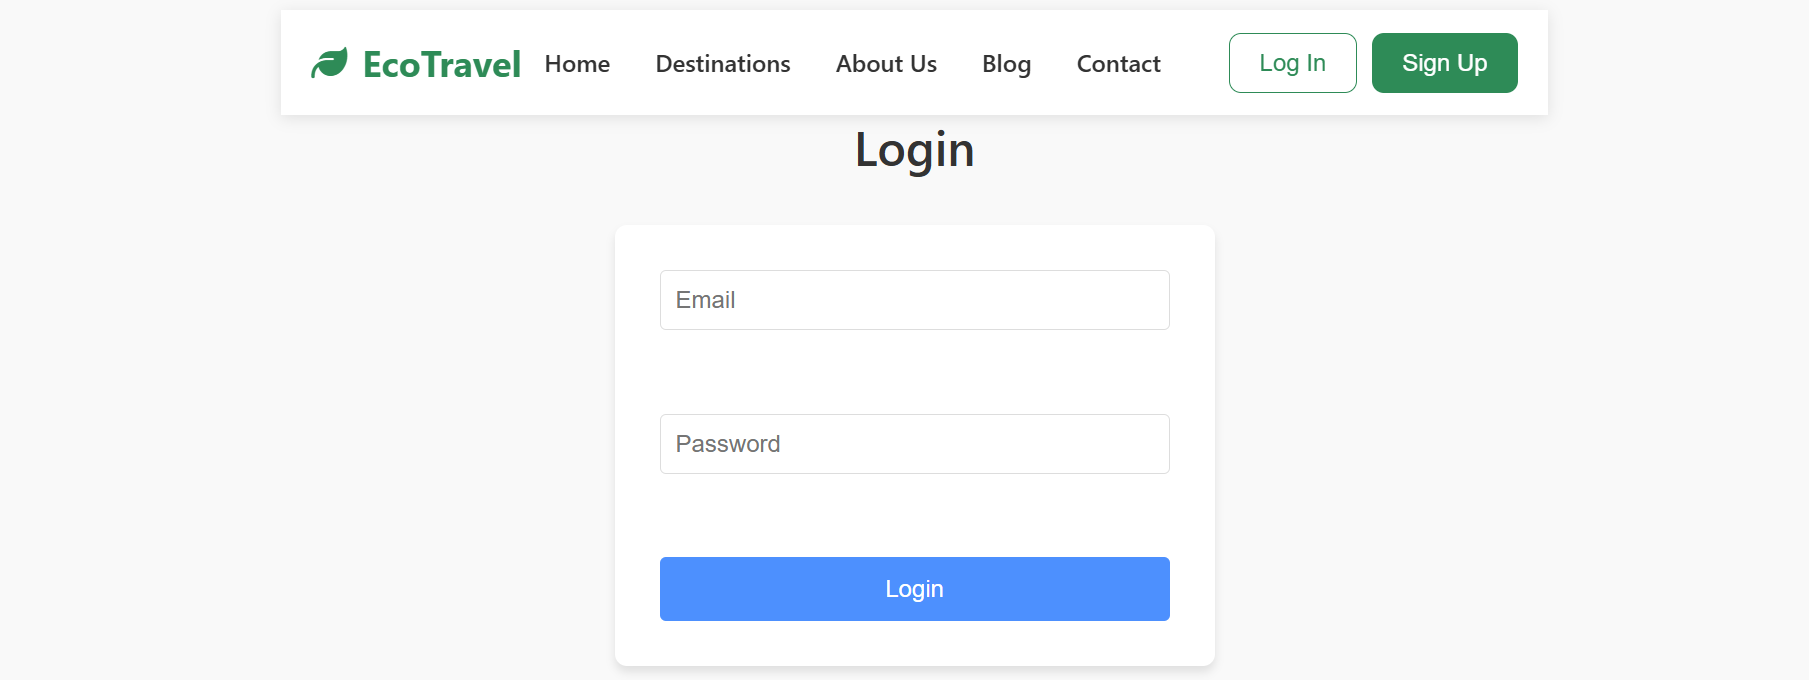 EcoTravel Home Destinations About Us Blog Contact Log In Sign Up
Login
Email
Password
Login